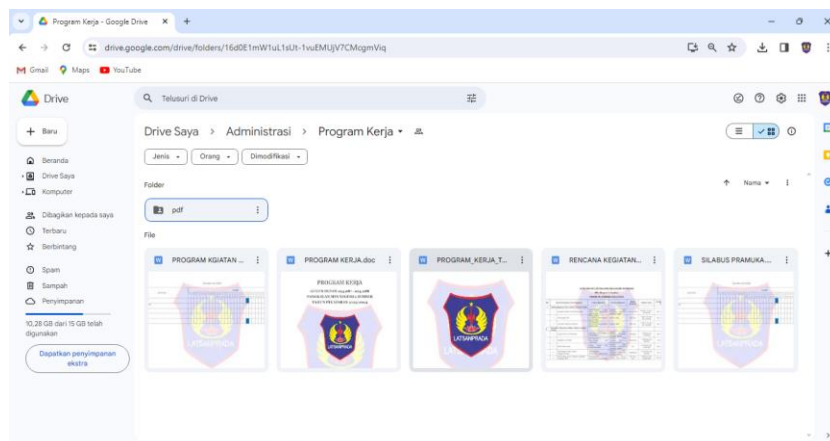 Program Kerja - Google Drive
drive.google.com/drive/folders/16d0E1mW1uL1sUt-1vuEMUjV7CMcgmViq
Gmail Maps YouTube
Drive
Telusuri di Drive
Baru
Drive Saya > Administrasi > Program Kerja
Jenis Orang Dimodifikasi
Beranda
Drive Saya
Komputer
Dibagikan kepada saya
Terbaru
Berbintang
Spam
Sampah
Penyimpanan
10,28 GB dari 15 GB telah
digunakan
Dapatkan penyimpanan
ekstra
Folder
Nama
pdf
File
PROGRAM KGIATAN ...
PROGRAM KERJA.doc
PROGRAM_KERJA_T...
RENCANA KEGIATAN...
SILABUS PRAMUKA....
PROGRAM KERJA
LATSANPRADA
LATSANPRADA
LATSANPRADA